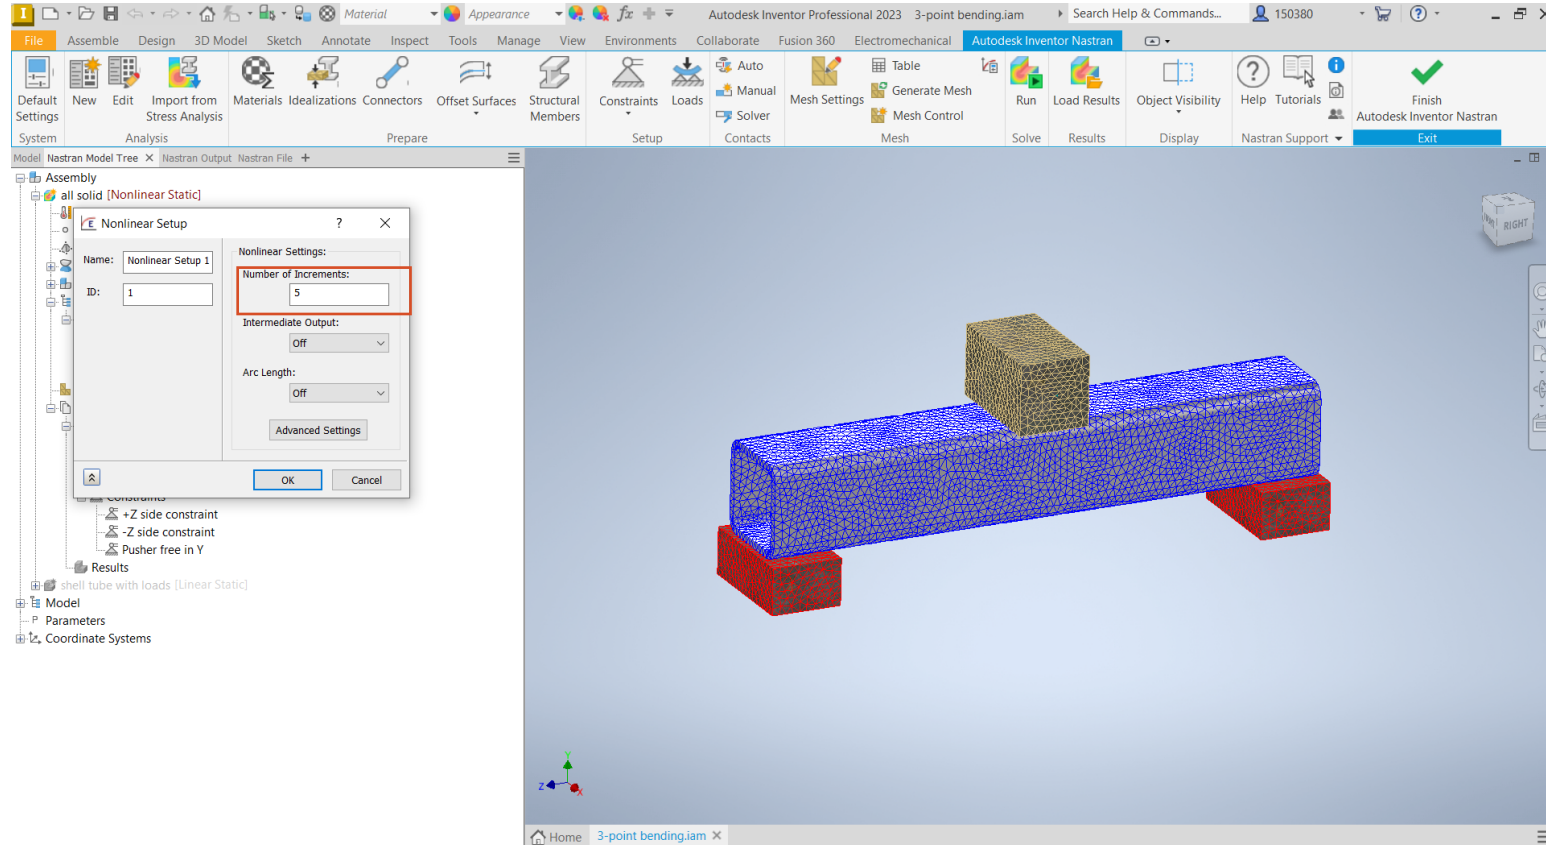 I Material Appearance fx Autodesk Inventor Professional 2023 3-point bending.iam Search Help & Commands... 150380 ?
File Assemble Design 3D Model Sketch Annotate Inspect Tools Manage View Environments Collaborate Fusion 360 Electromechanical Autodesk Inventor Nastran
Auto Table
Manual Generate Mesh
Solver Mesh Control
Default Settings New Edit Import from Stress Analysis Materials Idealizations Connectors Offset Surfaces Structural Members Constraints Loads Mesh Settings Run Load Results Object Visibility Help Tutorials Finish Autodesk Inventor Nastran
System Analysis Prepare Setup Contacts Mesh Solve Results Display Nastran Support Exit
Model Nastran Model Tree X Nastran Output Nastran File +
Assembly
all solid [Nonlinear Static]
Nonlinear Setup ? X
Name: Nonlinear Setup 1
ID: 1
Nonlinear Settings:
Number of Increments:
5
Intermediate Output:
Off
Arc Length:
Off
Advanced Settings
OK Cancel
Constraints
+Z side constraint
-Z side constraint
Pusher free in Y
Results
shell tube with loads [Linear Static]
Model
P Parameters
Coordinate Systems
RIGHT
Y
Z
X
Home 3-point bending.iam X